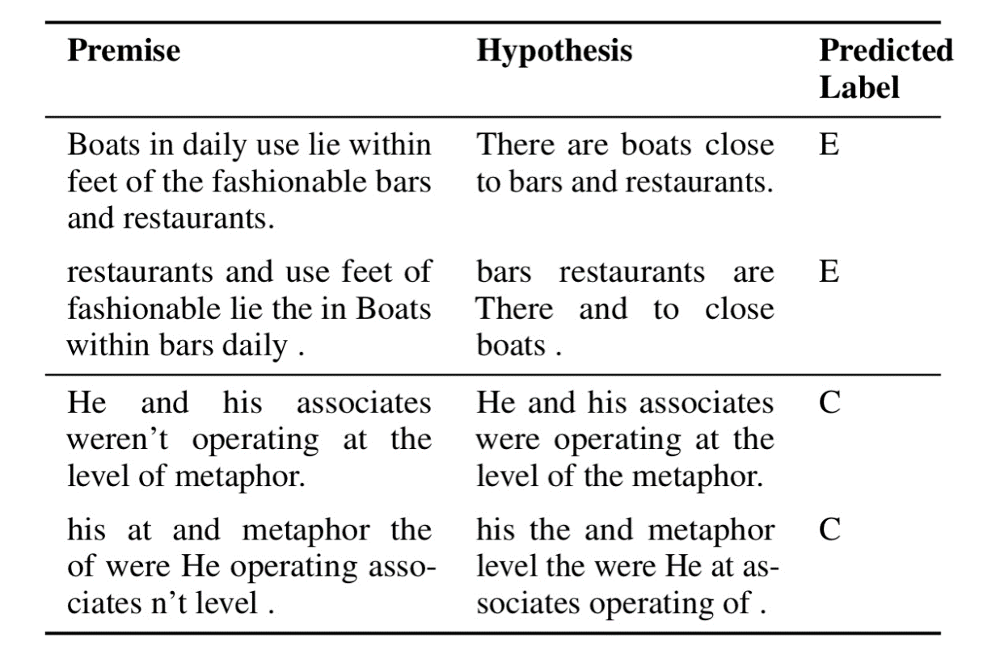 Premise Hypothesis Predicted
Label
Boats in daily use lie within There are boats close E
feet of the fashionable bars to bars and restaurants.
and restaurants.
restaurants and use feet of bars restaurants are E
fashionable lie the in Boats There and to close
within bars daily . boats .
He and his associates He and his associates C
weren't operating at the were operating at the
level of metaphor. level of the metaphor.
his at and metaphor the his the and metaphor C
of were He operating asso- level the were He at as-
ciates n't level . sociates operating of .